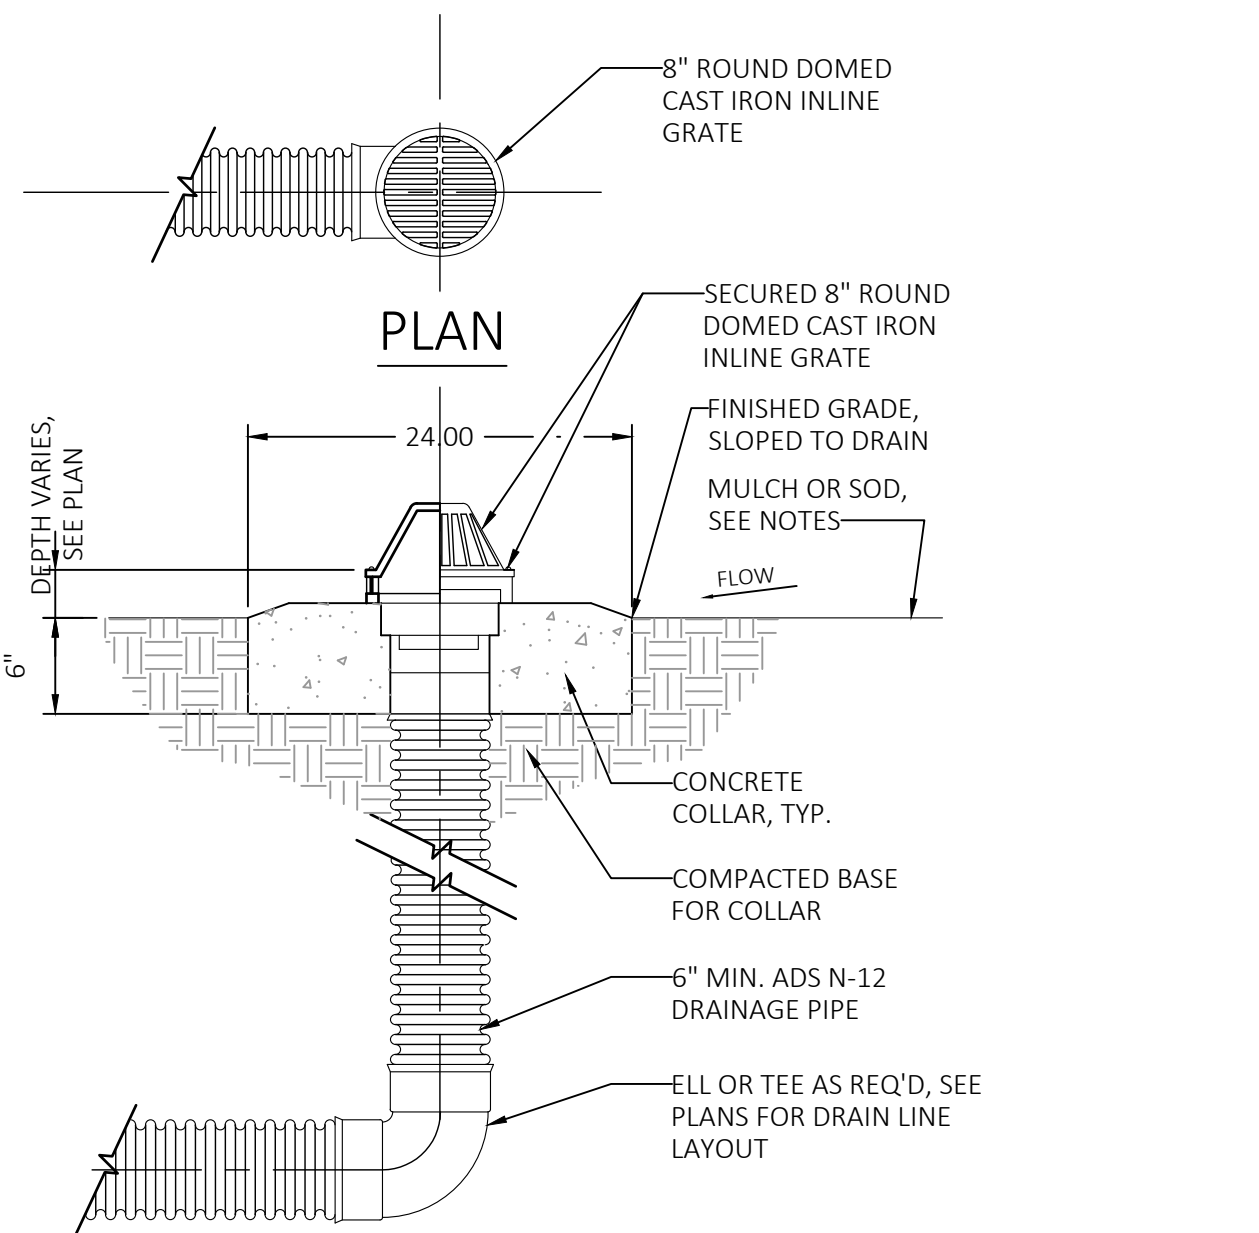 8" ROUND DOMED
CAST IRON INLINE
GRATE
PLAN
SECURED 8" ROUND
DOMED CAST IRON
INLINE GRATE
24.00
FINISHED GRADE,
SLOPED TO DRAIN
DEPTH VARIES,
SEE PLAN
MULCH OR SOD,
SEE NOTES
FLOW
6"
CONCRETE
COLLAR, TYP.
COMPACTED BASE
FOR COLLAR
6" MIN. ADS N-12
DRAINAGE PIPE
ELL OR TEE AS REQ'D, SEE
PLANS FOR DRAIN LINE
LAYOUT